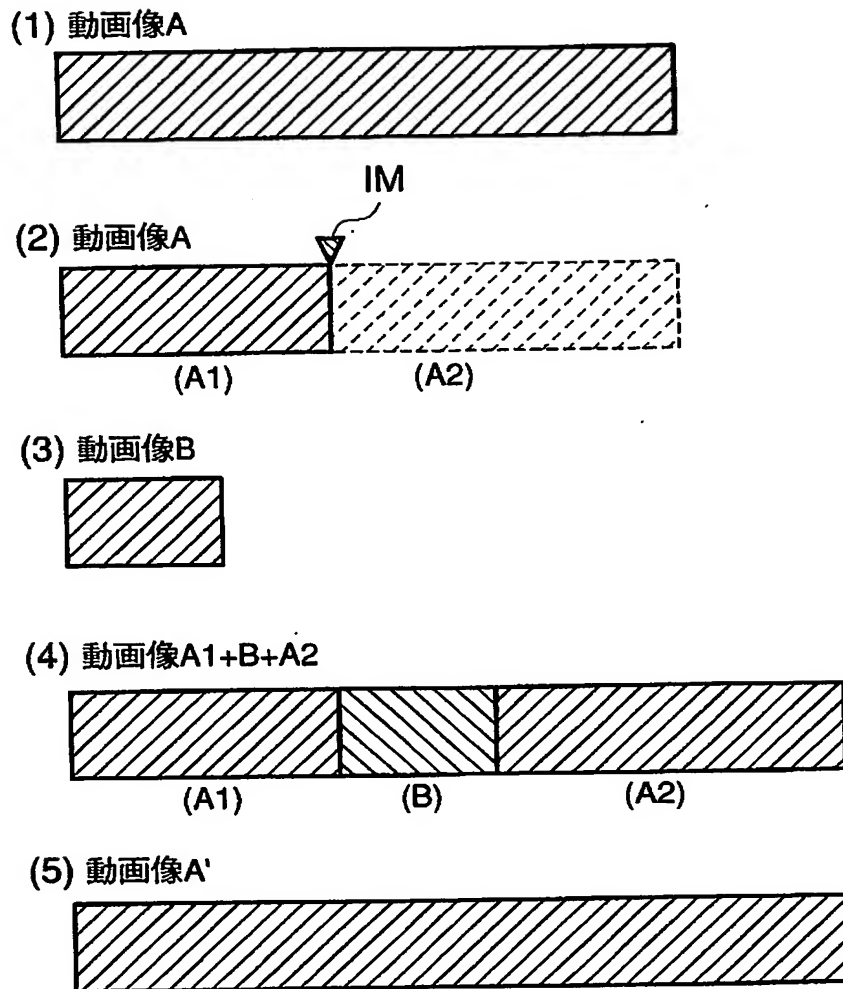 (1) 動画像A
IM
(2) 動画像A
(A1) (A2)
(3) 動画像B
(4) 動画像A1+B+A2
(A1) (B) (A2)
(5) 動画像A'